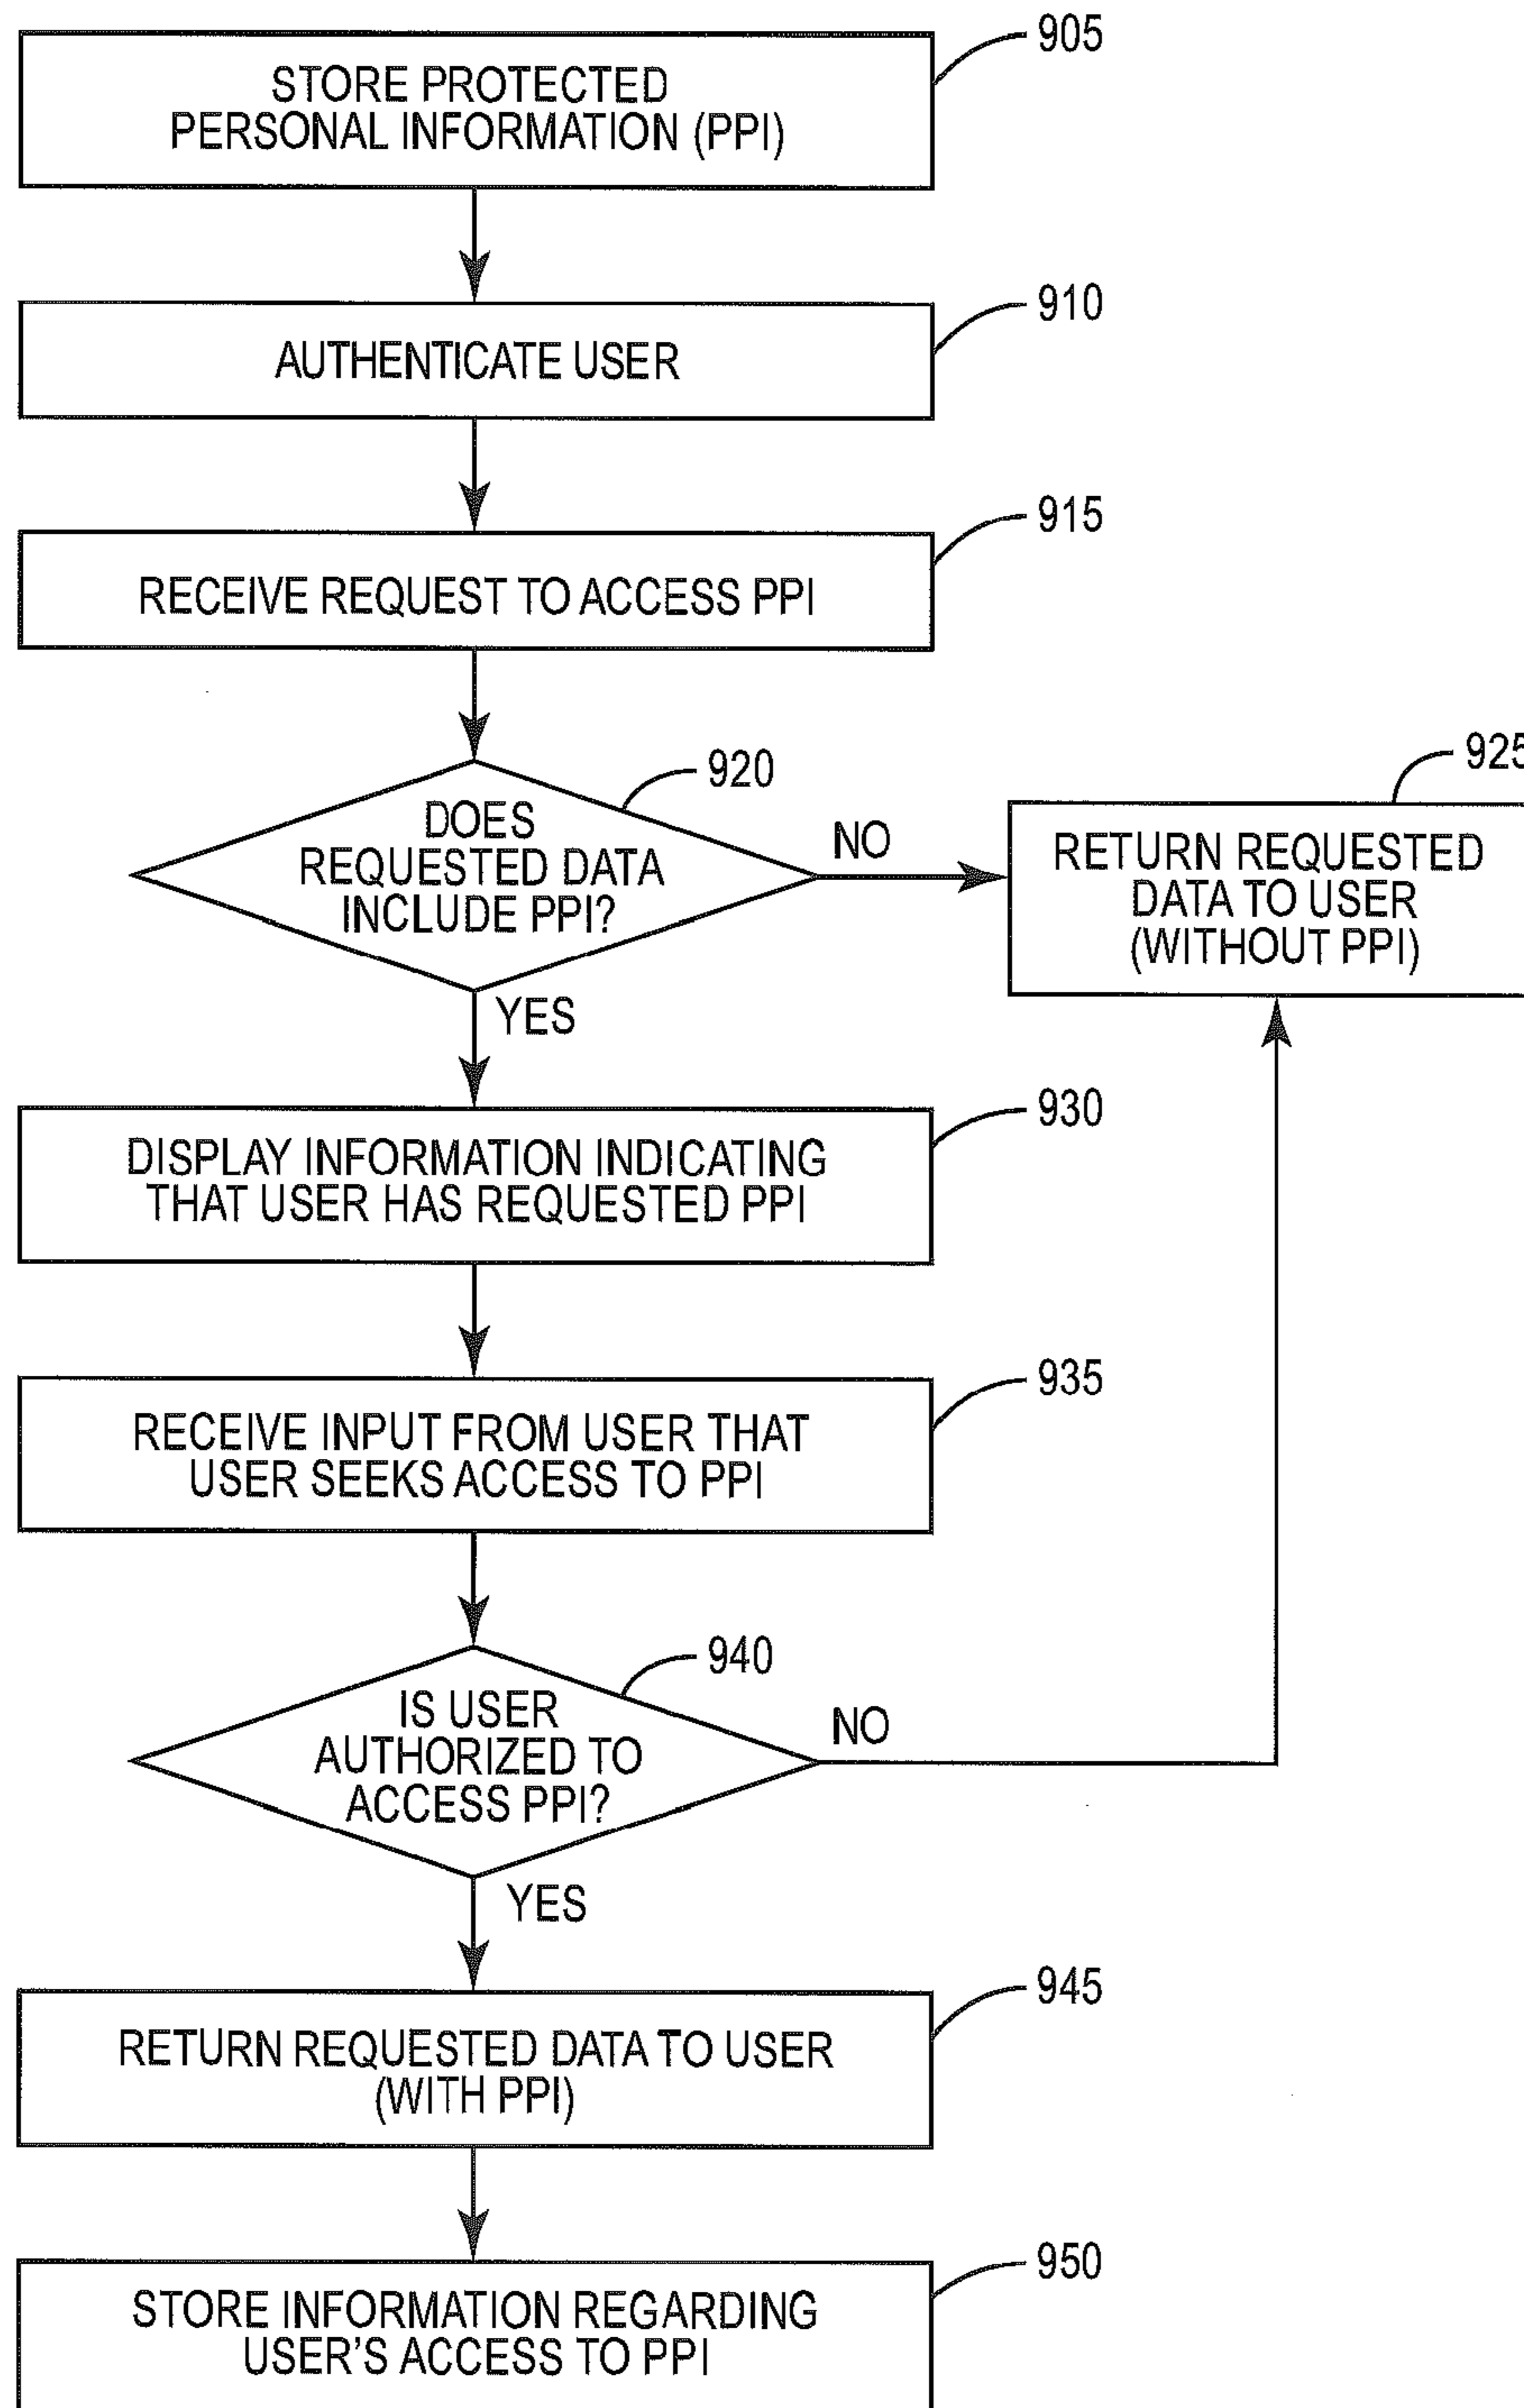 905
STORE PROTECTED
PERSONAL INFORMATION (PPI)
910
AUTHENTICATE USER
915
RECEIVE REQUEST TO ACCESS PPI
920
DOES
REQUESTED DATA
INCLUDE PPI?
NO
YES
925
RETURN REQUESTED
DATA TO USER
(WITHOUT PPI)
930
DISPLAY INFORMATION INDICATING
THAT USER HAS REQUESTED PPI
935
RECEIVE INPUT FROM USER THAT
USER SEEKS ACCESS TO PPI
940
IS USER
AUTHORIZED TO
ACCESS PPI?
NO
YES
945
RETURN REQUESTED DATA TO USER
(WITH PPI)
950
STORE INFORMATION REGARDING
USER'S ACCESS TO PPI